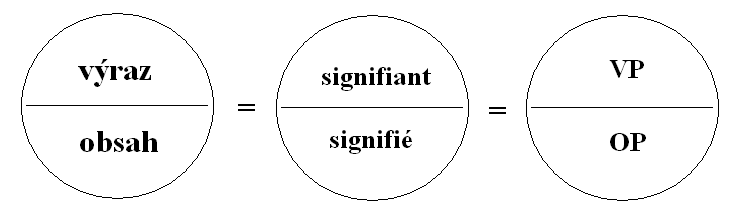 výraz
obsah
=
signifiant
signifié
=
VP
OP